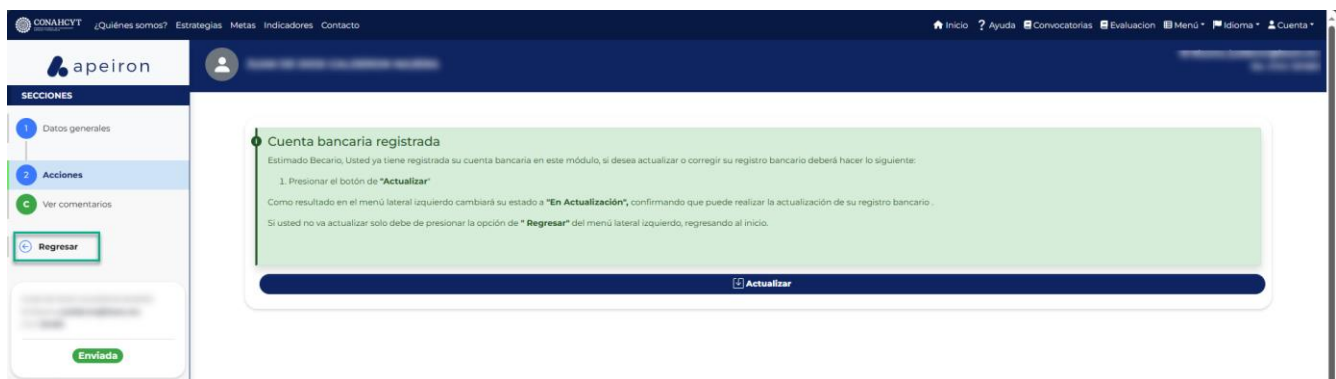 CONAHCYT ¿Quiénes somos? Estrategias Metas Indicadores Contacto
Inicio ? Ayuda Convocatorias Evaluacion Menú Idioma Cuenta
apeiron
SECCIONES
1 Datos generales
2 Acciones
C Ver comentarios
Regresar
Enviada
Cuenta bancaria registrada
Estimado Becario, Usted ya tiene registrada su cuenta bancaria en este módulo, si desea actualizar o corregir su registro bancario deberá hacer lo siguiente:
1. Presionar el botón de "Actualizar"
Como resultado en el menú lateral izquierdo cambiará su estado a "En Actualización", confirmando que puede realizar la actualización de su registro bancario .
Si usted no va actualizar solo debe de presionar la opción de " Regresar" del menú lateral izquierdo, regresando al inicio.
Actualizar